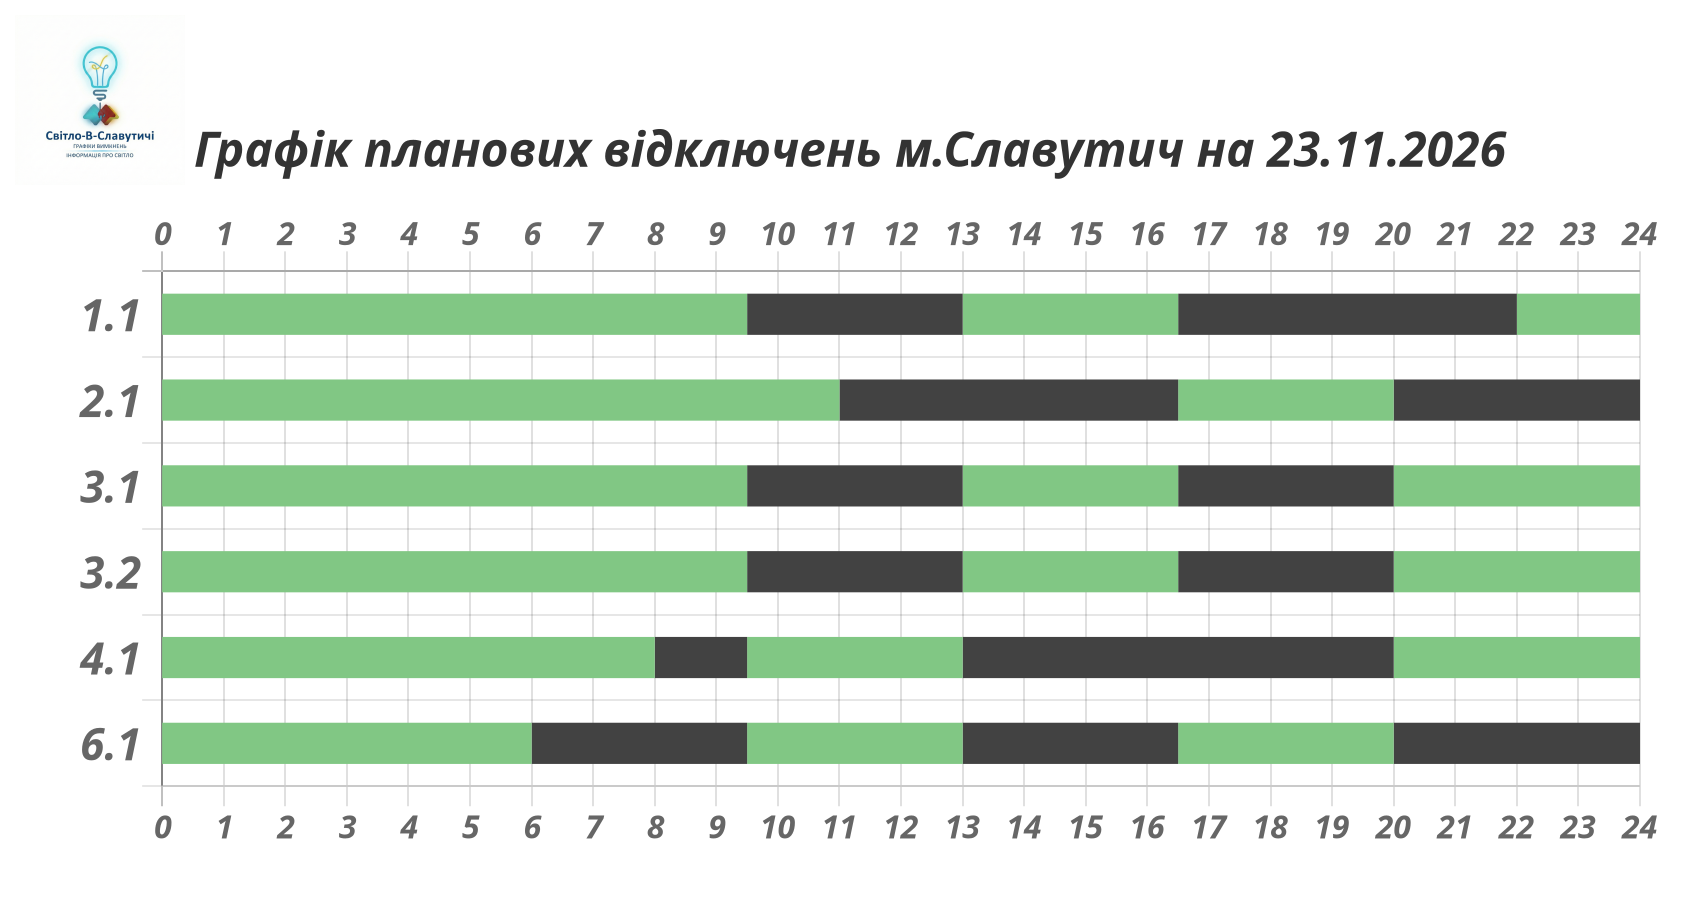 Світло-В-Славутичі
ГРАФІКИ ВИМКНЕНЬ
ІНФОРМАЦІЯ ПРО СВІТЛО
Графік планових відключень м.Славутич на 23.11.2026
0 1 2 3 4 5 6 7 8 9 10 11 12 13 14 15 16 17 18 19 20 21 22 23 24
1.1
2.1
3.1
3.2
4.1
6.1
0 1 2 3 4 5 6 7 8 9 10 11 12 13 14 15 16 17 18 19 20 21 22 23 24